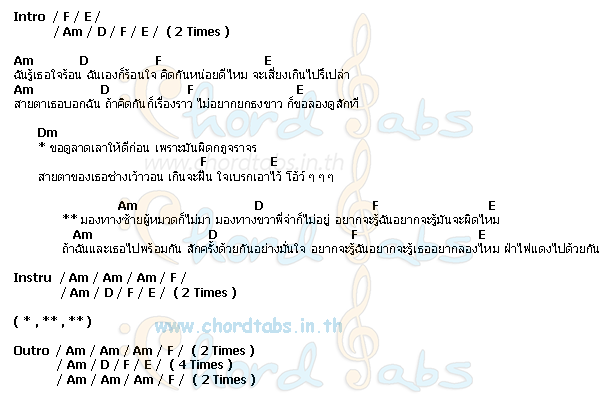 Intro / F / E /
/ Am / D / F / E / ( 2 Times )
Am D F E
ฉันรู้เธอใจร้อน ฉันเองก็ร้อนใจ คิดกันหน่อยดีไหม จะเสี่ยงเกินไปรึเปล่า
Am D F E
สายตาเธอบอกฉัน ถ้าคิดกันก็เรื่องราว ไม่อยากยกธงขาว ก็ขอลองดูสักที
Dm
* ขอดูลาดเลาให้ดีก่อน เพราะมันผิดกฎจราจร
F E
สายตาของเธอช่างเว้าวอน เกินจะฝืน ใจเบรกเอาไว้ โอ้ว์ ๆ ๆ ๆ
Am D F E
** มองทางซ้ายผู้หมวดก็ไม่มา มองทางขวาพี่จ่าก็ไม่อยู่ อยากจะรู้ฉันอยากจะรู้มันจะผิดไหม
Am D F E
ถ้าฉันและเธอไปพร้อมกัน สักครั้งด้วยกันอย่างมั่นใจ อยากจะรู้ฉันอยากจะรู้เธออยากลองไหม ฝ่าไฟแดงไปด้วยกัน
Instru / Am / Am / Am / F /
/ Am / D / F / E / ( 2 Times )
( * , ** , ** )
Outro / Am / Am / Am / F / ( 2 Times )
/ Am / D / F / E / ( 4 Times )
/ Am / Am / Am / F / ( 2 Times )
Chord Tabs
www.chordtabs.in.th
www.chordtabs.in.th
Chord Tabs